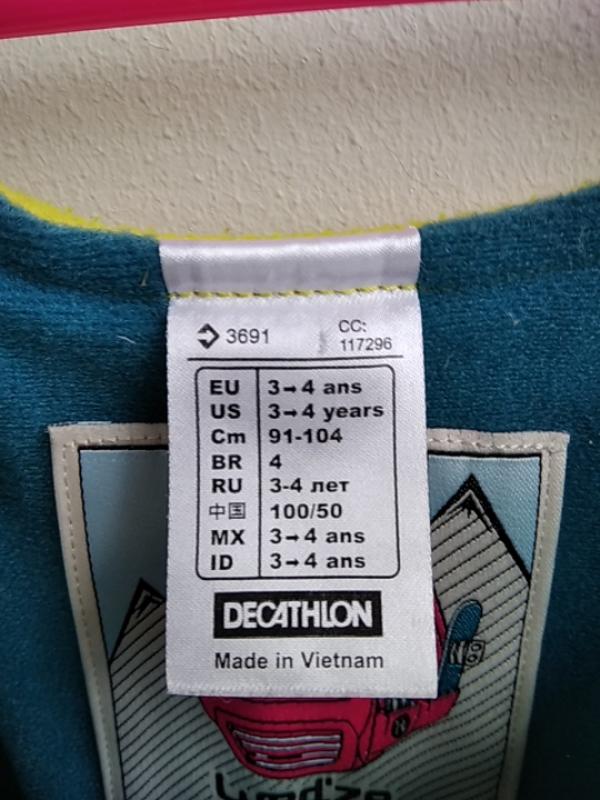 3691
CC:
117296
EU 3→4 ans
US 3→4 years
Cm 91-104
BR 4
RU 3-4 лет
中国 100/50
MX 3→4 ans
ID 3→4 ans
DECATHLON
Made in Vietnam